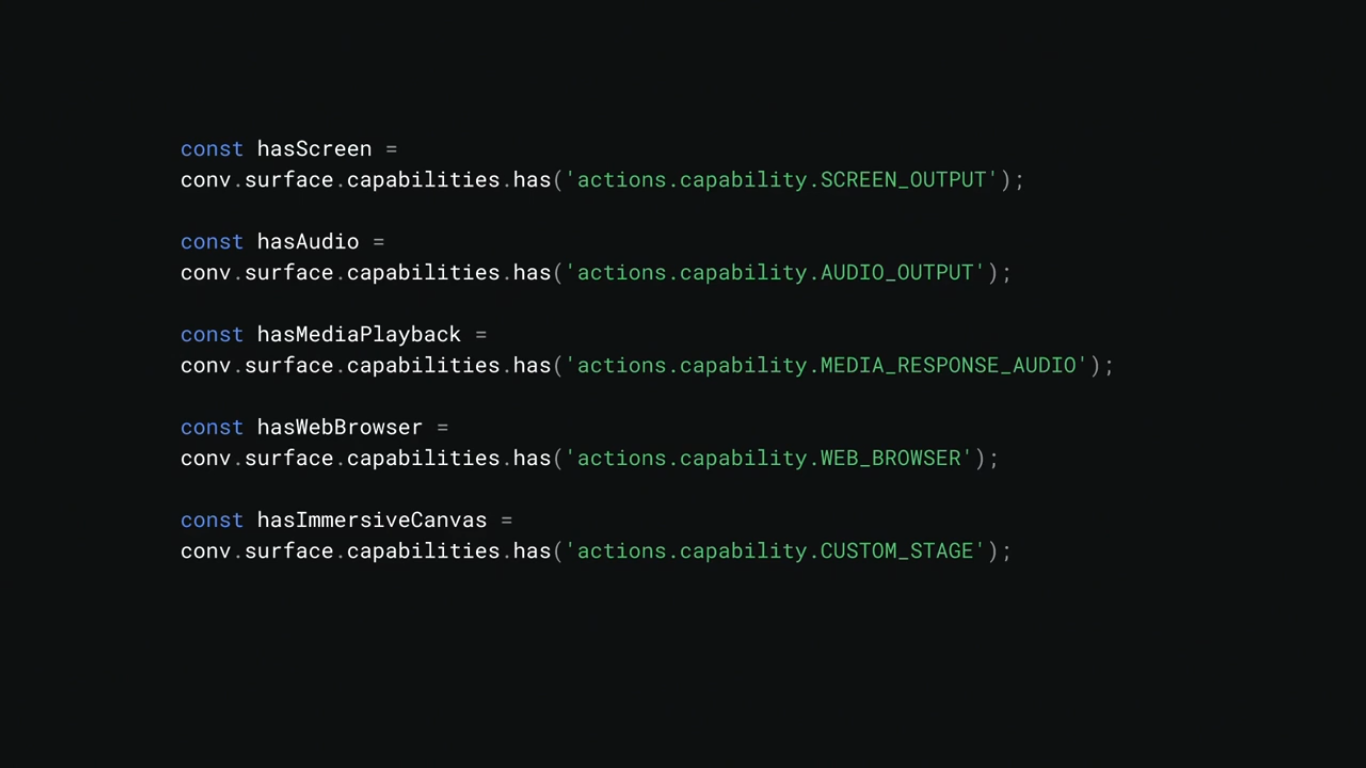 const hasScreen =
conv.surface.capabilities.has('actions.capability.SCREEN_OUTPUT');
const hasAudio =
conv.surface.capabilities.has('actions.capability.AUDIO_OUTPUT');
const hasMediaPlayback =
conv.surface.capabilities.has('actions.capability.MEDIA_RESPONSE_AUDIO');
const hasWebBrowser =
conv.surface.capabilities.has('actions.capability.WEB_BROWSER');
const hasImmersiveCanvas =
conv.surface.capabilities.has('actions.capability.CUSTOM_STAGE');